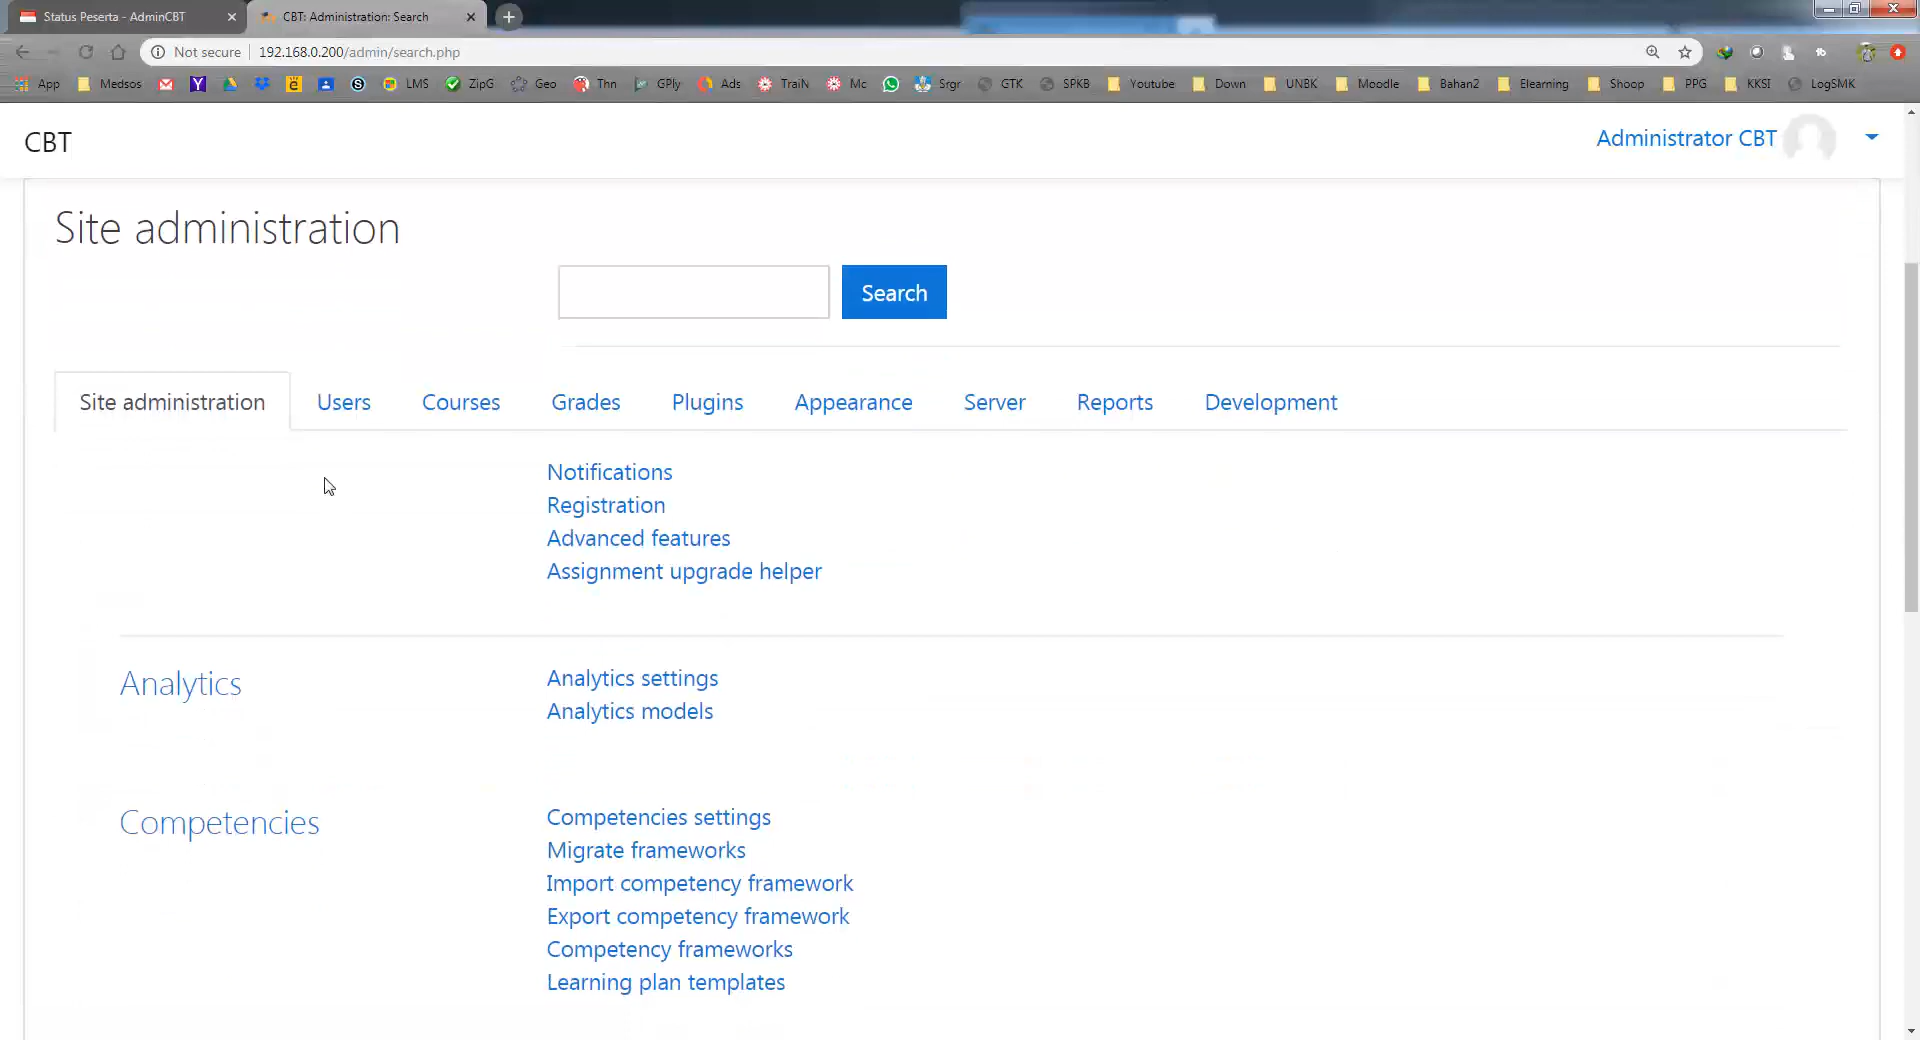 Status Peserta - AdminCBT
CBT: Administration: Search
Not secure
192.168.0.200/admin/search.php
App
Medsos
LMS
ZipG
Geo
Thn
GPly
Ads
TraiN
Mc
Srgr
GTK
SPKB
Youtube
Down
UNBK
Moodle
Bahan2
Elearning
Shoop
PPG
KKSI
LogSMK
CBT
Administrator CBT
Site administration
Search
Site administration
Users
Courses
Grades
Plugins
Appearance
Server
Reports
Development
Notifications
Registration
Advanced features
Assignment upgrade helper
Analytics
Analytics settings
Analytics models
Competencies
Competencies settings
Migrate frameworks
Import competency framework
Export competency framework
Competency frameworks
Learning plan templates